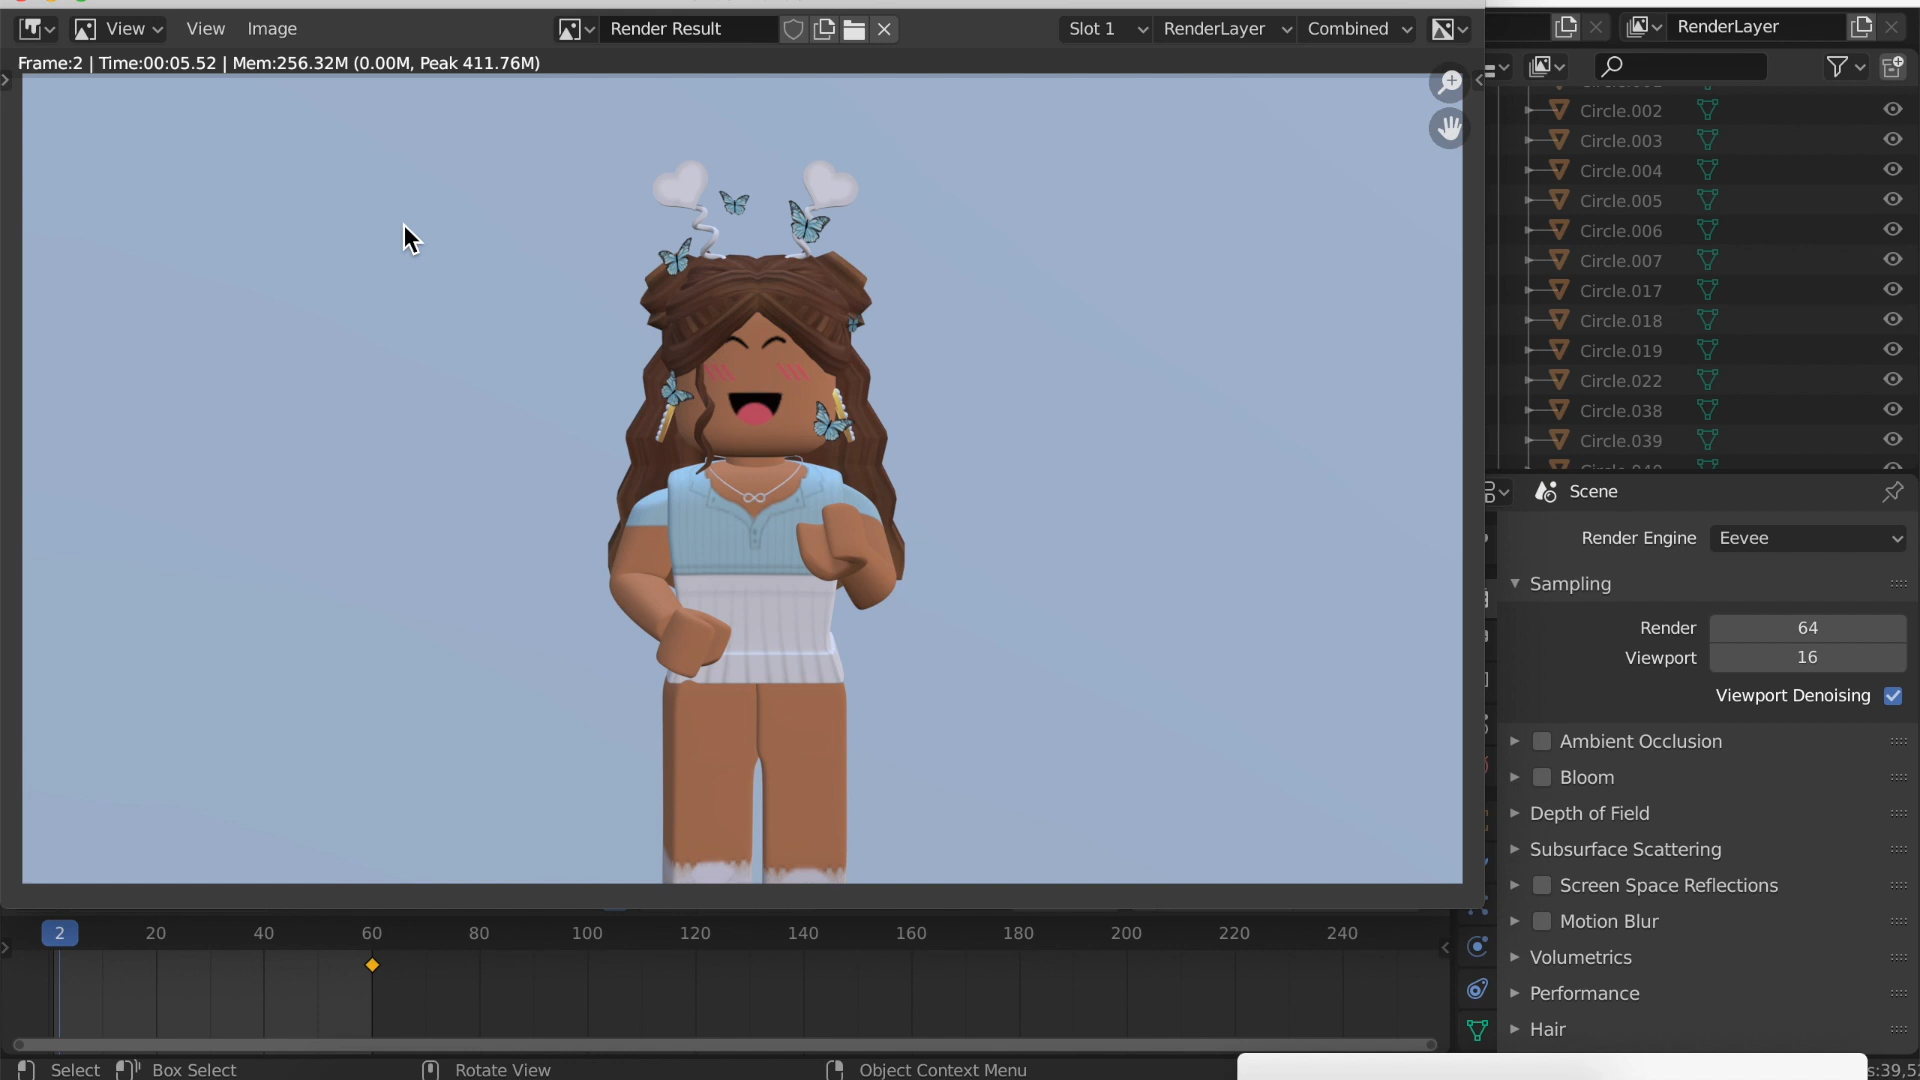 View View Image Render Result Slot 1 RenderLayer Combined RenderLayer
Frame:2 | Time:00:05.52 | Mem:256.32M (0.00M, Peak 411.76M)
Circle.002
Circle.003
Circle.004
Circle.005
Circle.006
Circle.007
Circle.017
Circle.018
Circle.019
Circle.022
Circle.038
Circle.039
Scene
Render Engine Eevee
Sampling
Render 64
Viewport 16
Viewport Denoising
Ambient Occlusion
Bloom
Depth of Field
Subsurface Scattering
Screen Space Reflections
Motion Blur
Volumetrics
Performance
Hair
2 20 40 60 80 100 120 140 160 180 200 220 240
Select Box Select Rotate View Object Context Menu